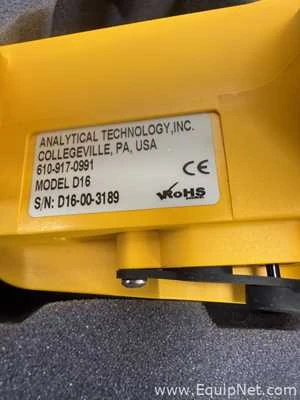 ANALYTICAL TECHNOLOGY,INC.
COLLEGEVILLE, PA, USA
610-917-0991
MODEL D16
S/N: D16-00-3189
CE
RoHS
www.EquipNet.com